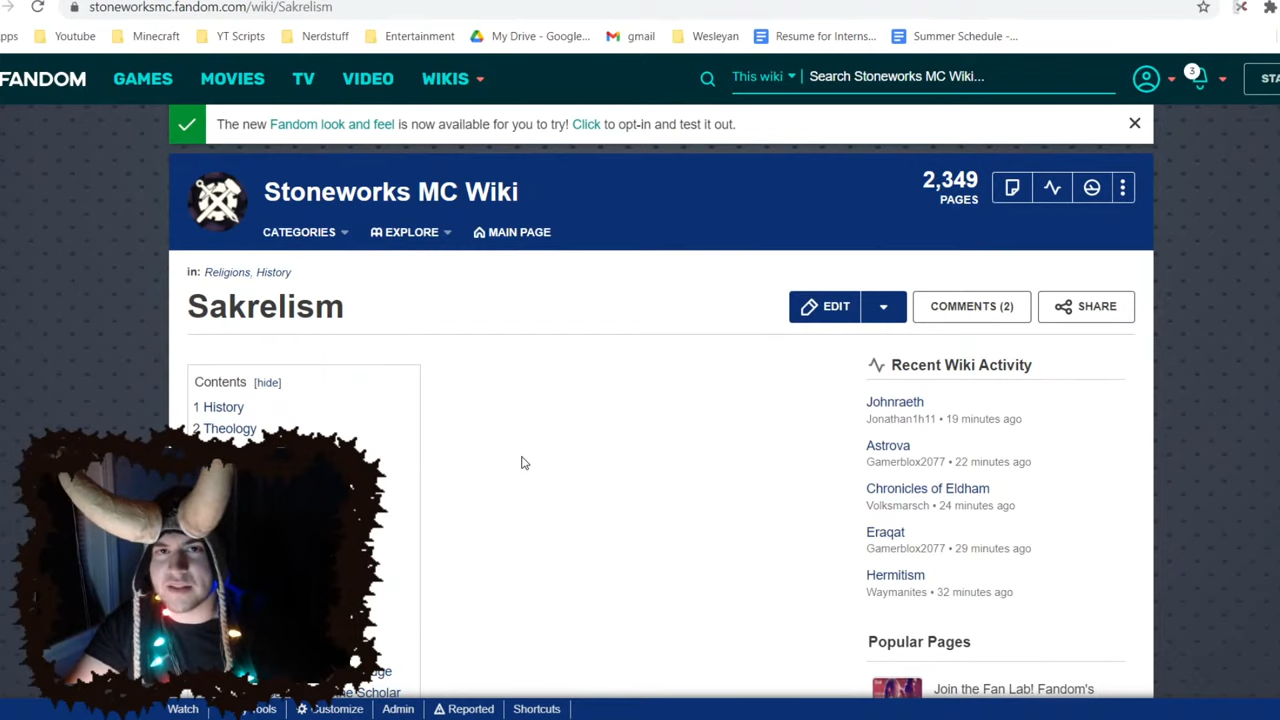 stoneworksmc.fandom.com/wiki/Sakrelism
pps Youtube Minecraft YT Scripts Nerdstuff Entertainment My Drive - Google... gmail Wesleyan Resume for Interns... Summer Schedule -...
FANDOM GAMES MOVIES TV VIDEO WIKIS This wiki Search Stoneworks MC Wiki... 3 STA
The new Fandom look and feel is now available for you to try! Click to opt-in and test it out.
Stoneworks MC Wiki
2,349
PAGES
CATEGORIES EXPLORE MAIN PAGE
in: Religions, History
Sakrelism
EDIT COMMENTS (2) SHARE
Contents [hide]
1 History
2 Theology
Recent Wiki Activity
Johnraeth
Jonathan1h11 • 19 minutes ago
Astrova
Gamerblox2077 • 22 minutes ago
Chronicles of Eldham
Volksmarsch • 24 minutes ago
Eraqat
Gamerblox2077 • 29 minutes ago
Hermitism
Waymanites • 32 minutes ago
Popular Pages
Join the Fan Lab! Fandom's
Scholar
Watch Tools Customize Admin Reported Shortcuts